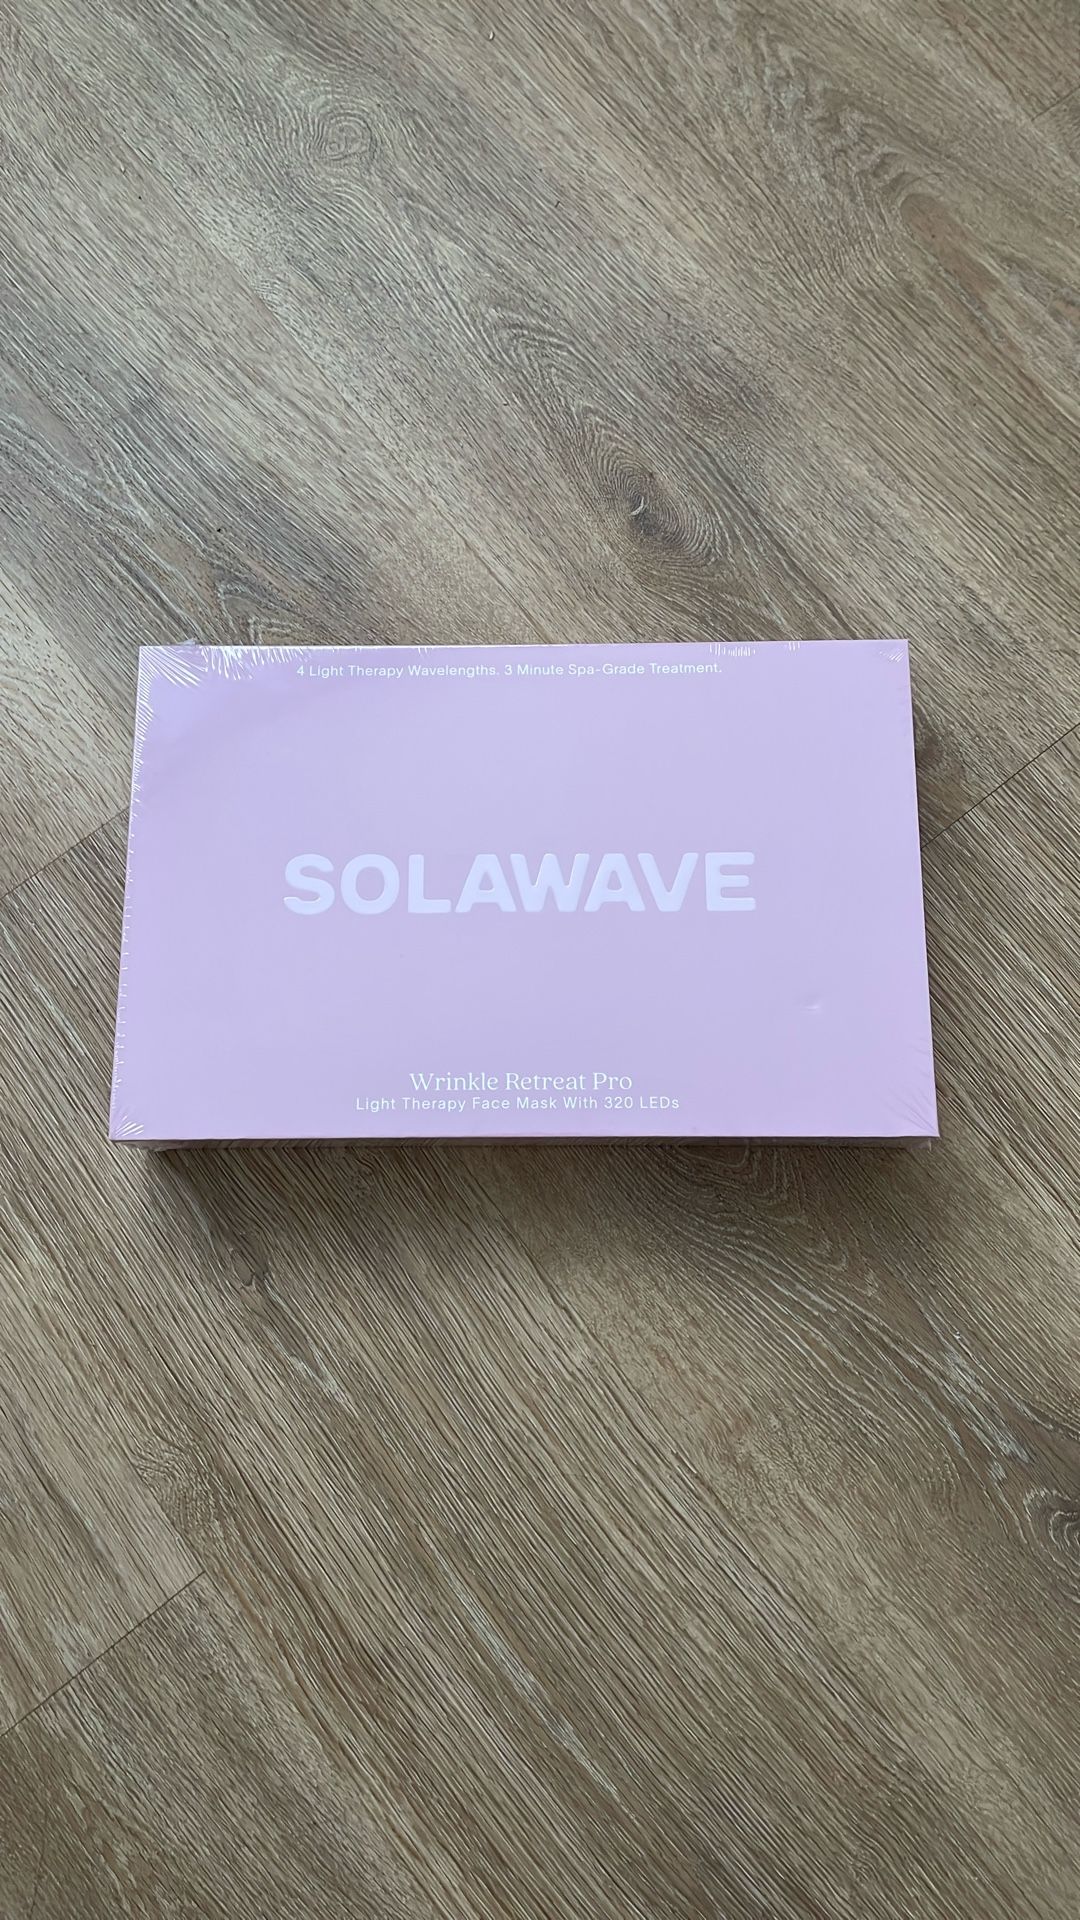 4 Light Therapy Wavelengths. 3 Minute Spa-Grade Treatment.
SOLAWAVE
Wrinkle Retreat Pro
Light Therapy Face Mask With 320 LEDs